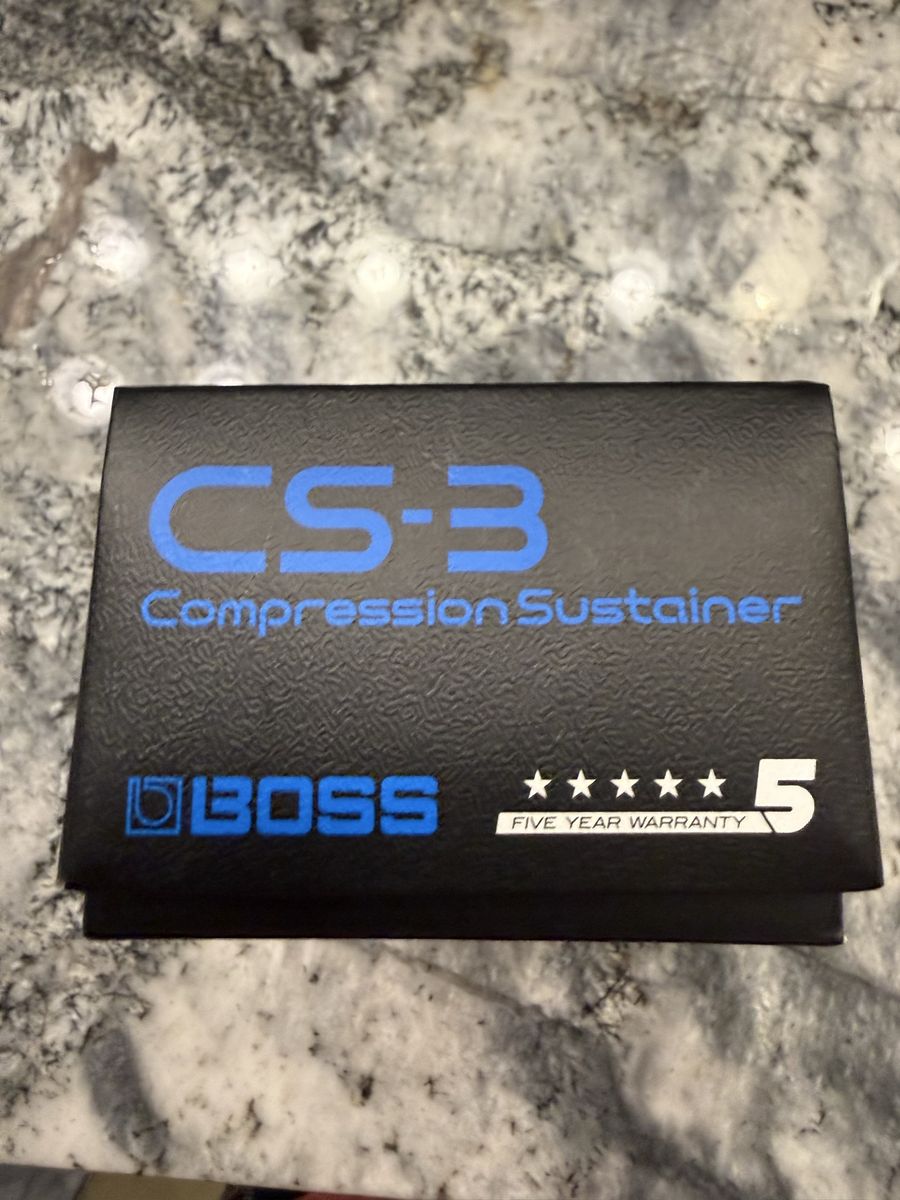 CS-3
Compression Sustainer
BOSS
5
FIVE YEAR WARRANTY